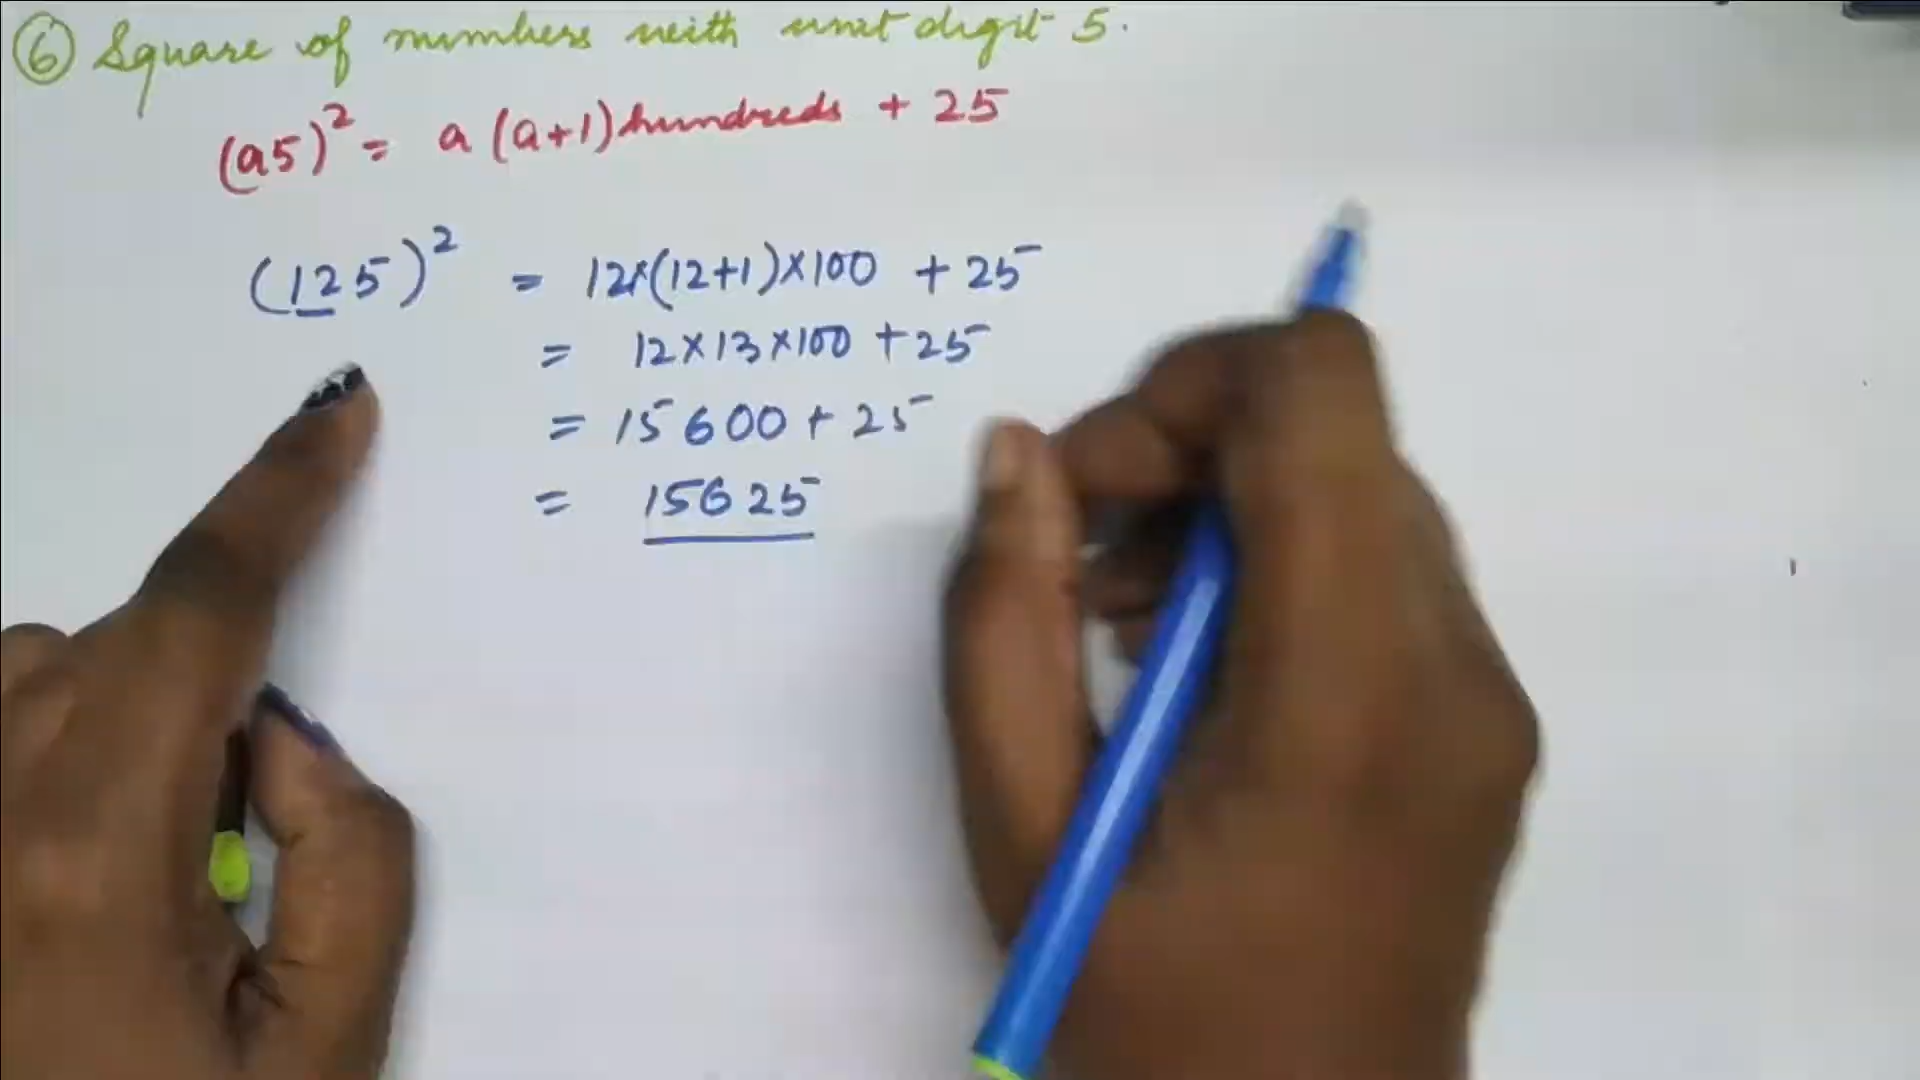 ⑥ Square of numbers with unit digit 5.
(a5)² = a (a+1) hundreds + 25
(125)² = 12×(12+1)×100 + 25
= 12×13×100 + 25
= 15600 + 25
= 15625